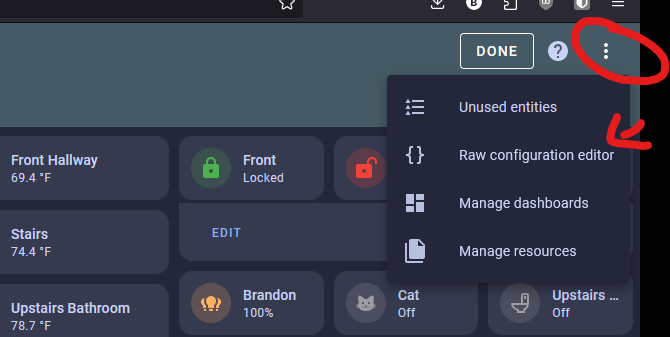 DONE
Unused entities
Raw configuration editor
Manage dashboards
Manage resources
Front Hallway
69.4 °F
Front
Locked
Stairs
74.4 °F
EDIT
Upstairs Bathroom
78.7 °F
Brandon
100%
Cat
Off
Upstairs ...
Off